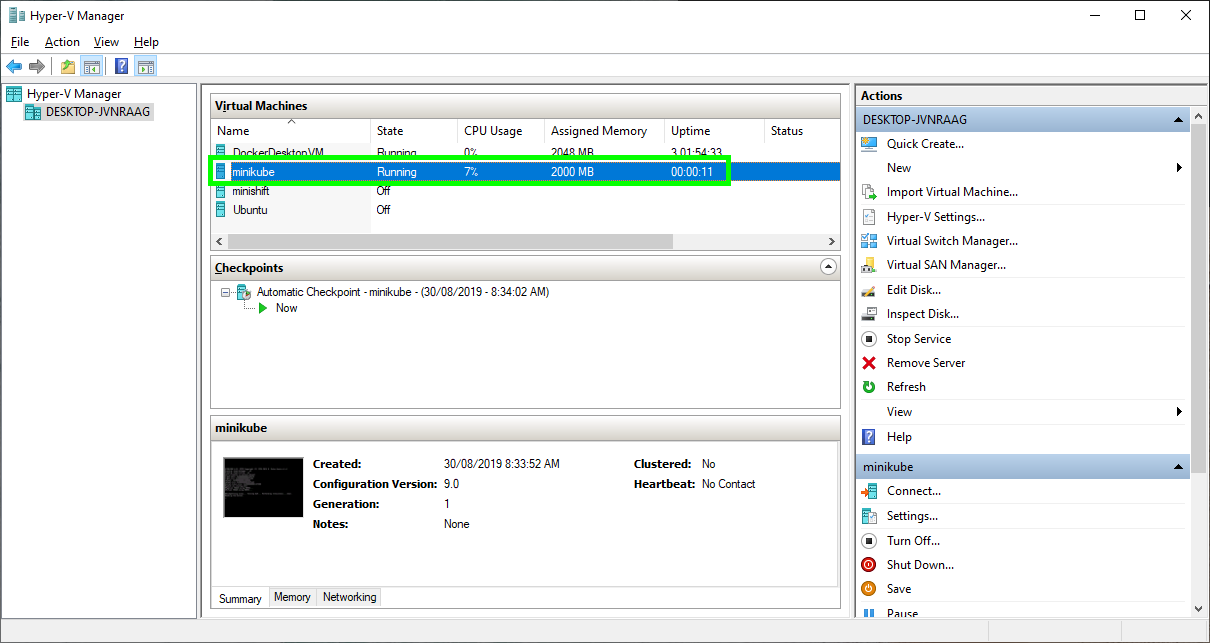 Hyper-V Manager
File Action View Help
Hyper-V Manager
DESKTOP-JVNRAAG
Virtual Machines
Name State CPU Usage Assigned Memory Uptime Status
DockerDesktopVM Running 0% 2048 MB 3.01:54:33
minikube Running 7% 2000 MB 00:00:11
minishift Off
Ubuntu Off
Checkpoints
Automatic Checkpoint - minikube - (30/08/2019 - 8:34:02 AM)
Now
minikube
Created: 30/08/2019 8:33:52 AM Clustered: No
Configuration Version: 9.0 Heartbeat: No Contact
Generation: 1
Notes: None
Summary Memory Networking
Actions
DESKTOP-JVNRAAG
Quick Create...
New
Import Virtual Machine...
Hyper-V Settings...
Virtual Switch Manager...
Virtual SAN Manager...
Edit Disk...
Inspect Disk...
Stop Service
Remove Server
Refresh
View
Help
minikube
Connect...
Settings...
Turn Off...
Shut Down...
Save
Pause